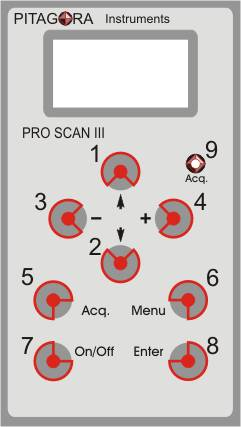 PITAGORA Instruments
PRO SCAN III
1
9
Acq.
3 - + 4
2
5 6
Acq. Menu
7 On/Off Enter 8